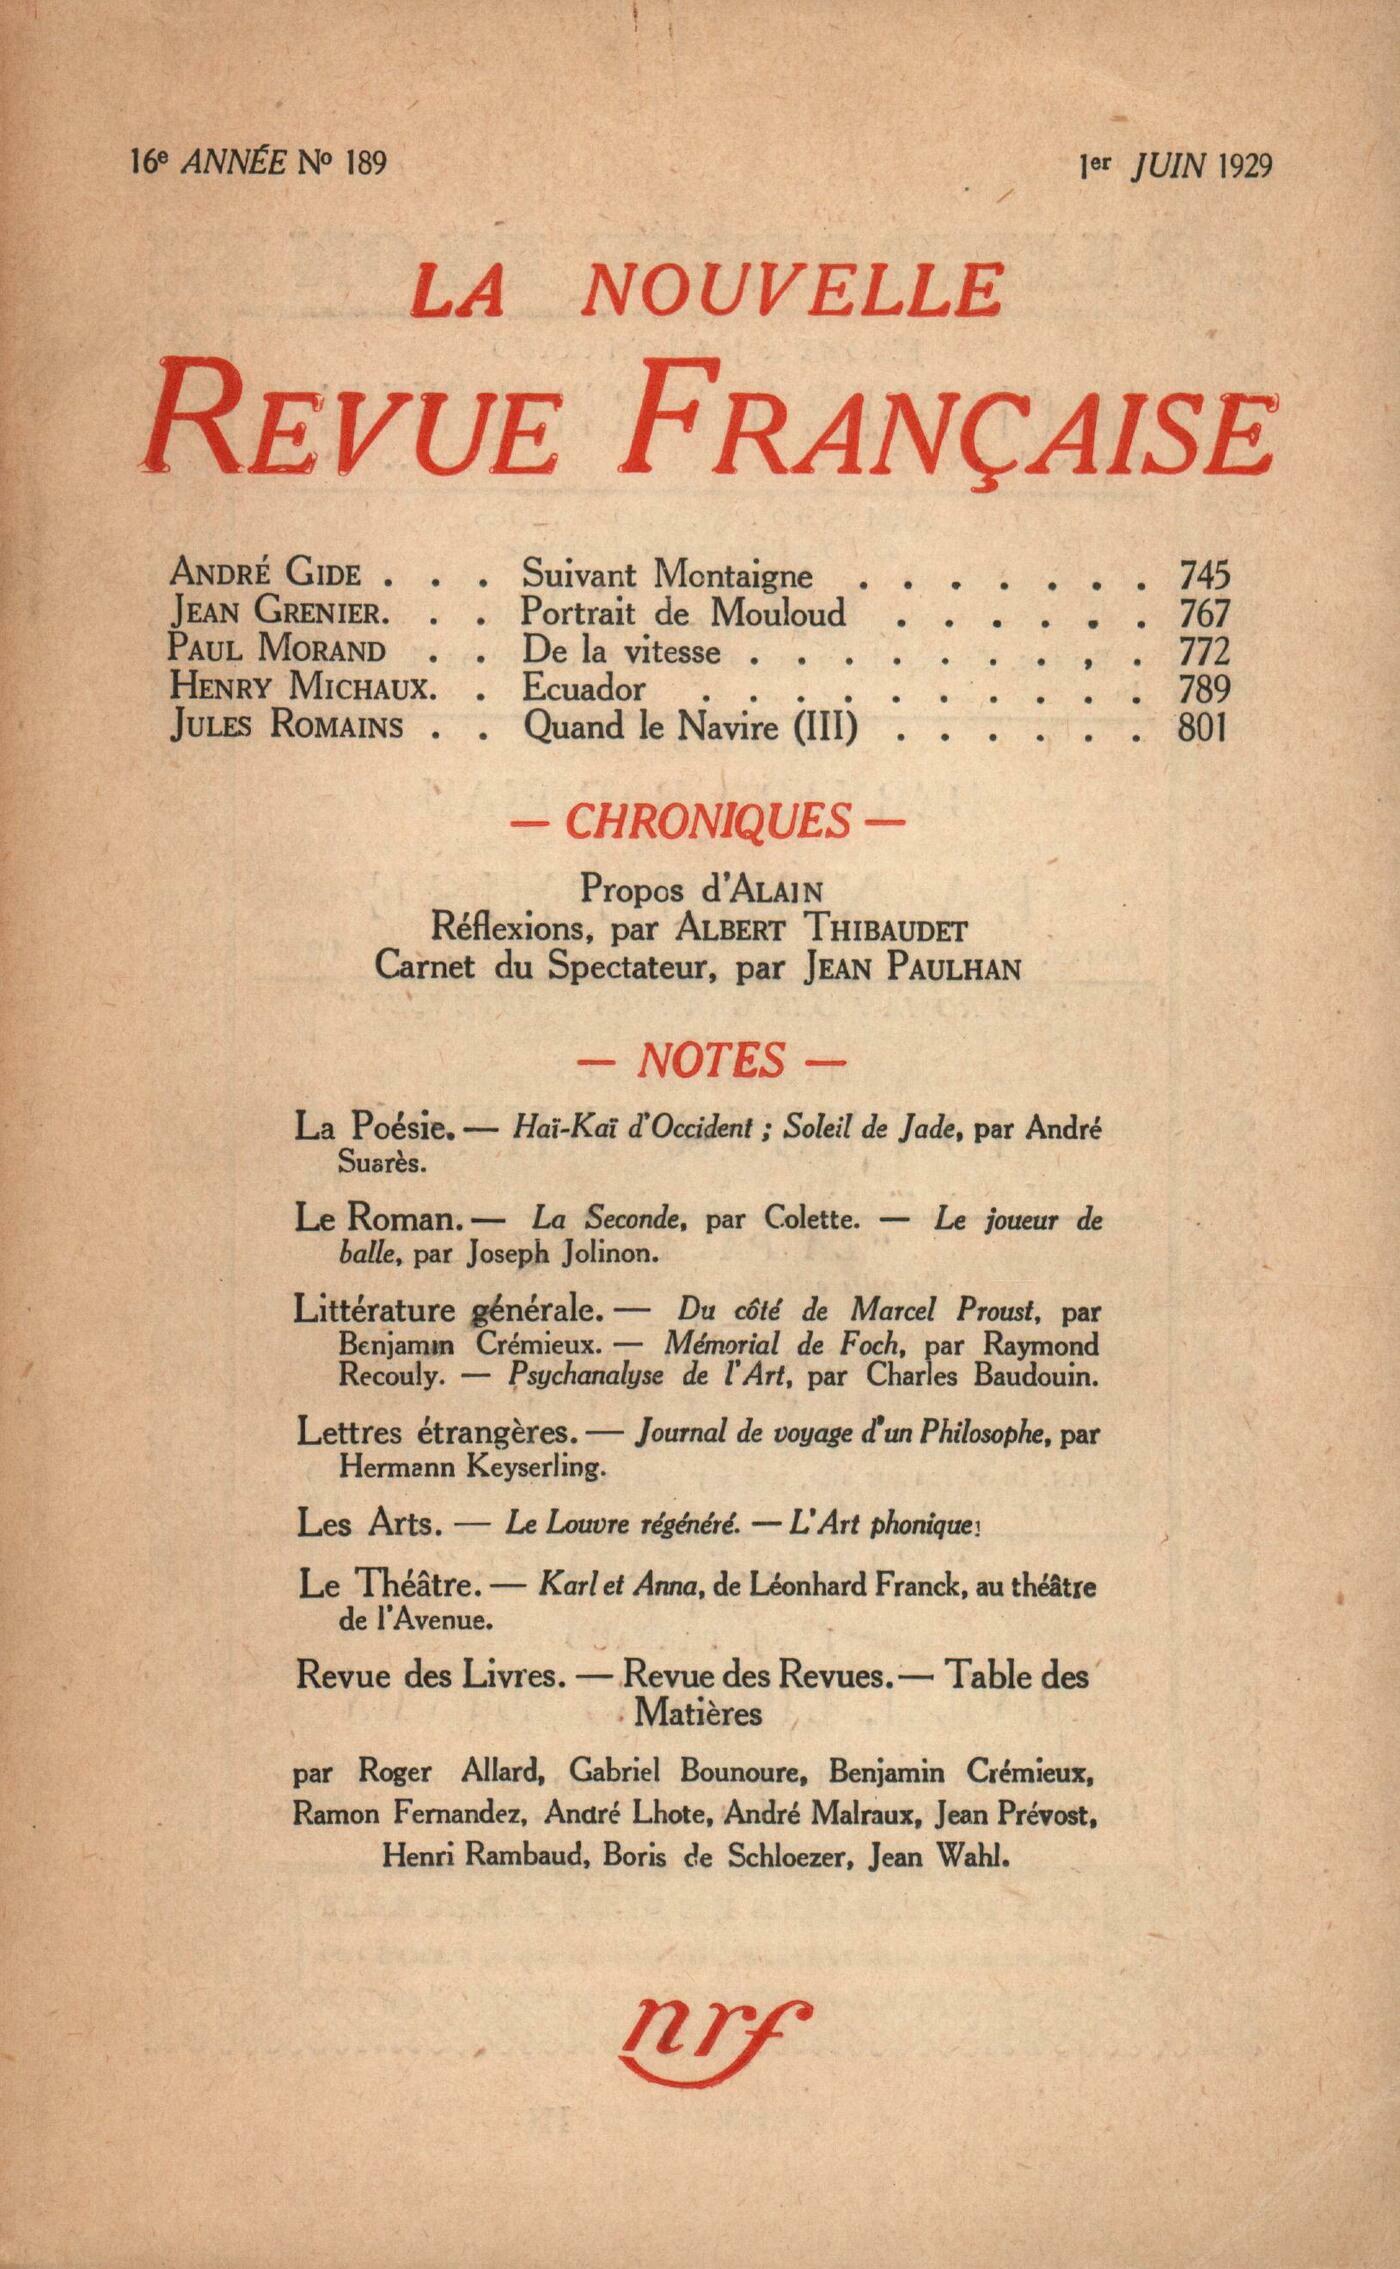 16e ANNÉE No 189
1er JUIN 1929
LA NOUVELLE
REVUE FRANÇAISE
ANDRÉ GIDE . . . Suivant Montaigne . . . . . . . 745
JEAN GRENIER. . . Portrait de Mouloud . . . . . . 767
PAUL MORAND . . De la vitesse . . . . . . . . , . 772
HENRY MICHAUX. . Ecuador . . . . . . . . . . 789
JULES ROMAINS . . Quand le Navire (III) . . . . . . 801
— CHRONIQUES —
Propos d'ALAIN
Réflexions, par ALBERT THIBAUDET
Carnet du Spectateur, par JEAN PAULHAN
— NOTES —
La Poésie. — Haï-Kaï d'Occident ; Soleil de Jade, par André
Suarès.
Le Roman. — La Seconde, par Colette. — Le joueur de
balle, par Joseph Jolinon.
Littérature générale. — Du côté de Marcel Proust, par
Benjamin Crémieux. — Mémorial de Foch, par Raymond
Recouly. — Psychanalyse de l'Art, par Charles Baudouin.
Lettres étrangères. — Journal de voyage d'un Philosophe, par
Hermann Keyserling.
Les Arts. — Le Louvre régénéré. — L'Art phonique.
Le Théâtre. — Karl et Anna, de Léonhard Franck, au théâtre
de l'Avenue.
Revue des Livres. — Revue des Revues. — Table des
Matières
par Roger Allard, Gabriel Bounoure, Benjamin Crémieux,
Ramon Fernandez, André Lhote, André Malraux, Jean Prévost,
Henri Rambaud, Boris de Schloezer, Jean Wahl.
nrf